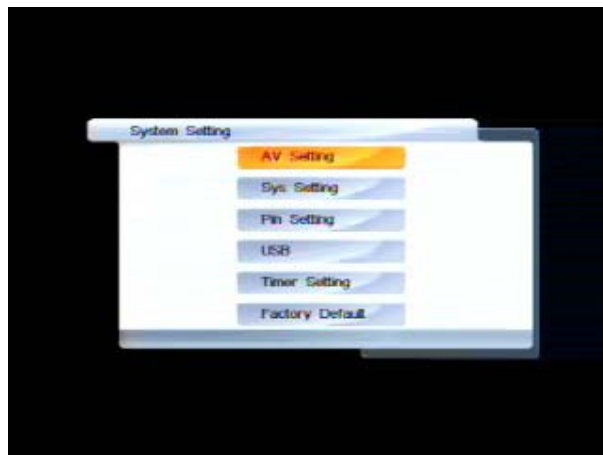 System Setting
AV Setting
Sys Setting
Pin Setting
USB
Timer Setting
Factory Default